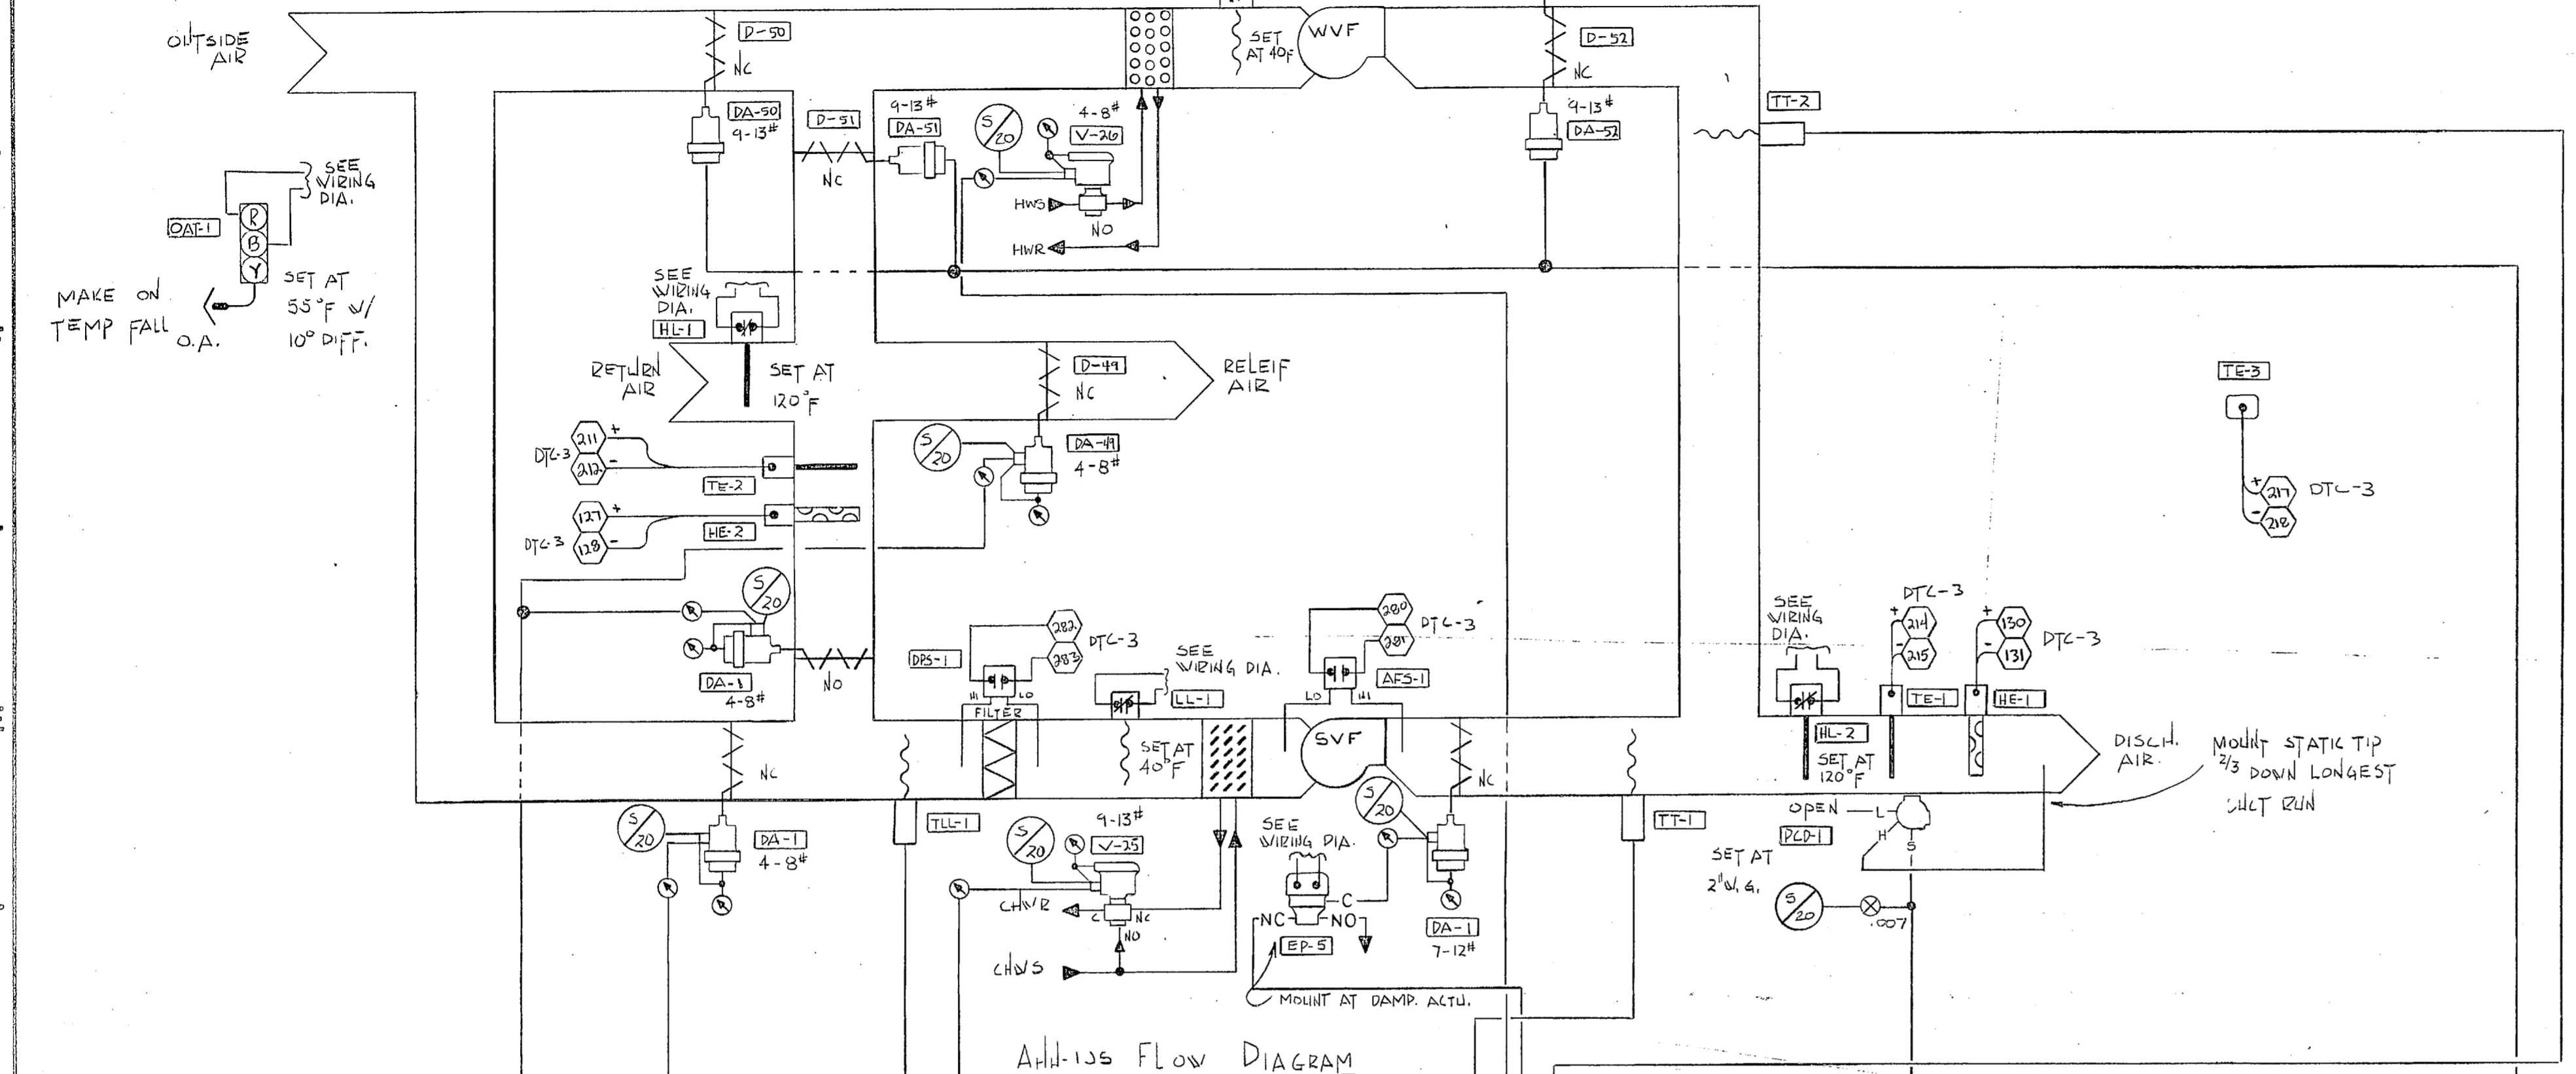 OUTSIDE
AIR
D-50
NC
SET
AT 40F
WVF
D-52
NC
DA-50
9-13#
D-51
NC
9-13#
DA-51
S/20
4-8#
V-26
HWS
NO
HWR
9-13#
DA-52
TT-2
SEE
WIRING
DIA.
OAT-1
R
B
Y
SET AT
55°F W/
10° DIFF.
MAKE ON
TEMP FALL
O.A.
SEE
WIRING
DIA.
HL-1
RETURN
AIR
SET AT
120°F
D-49
NC
RELEIF
AIR
TE-3
211
+
DTC-3
212
-
TE-2
S/20
DA-49
4-8#
127
+
DTC-3
128
-
HE-2
+
217
DTC-3
-
218
S/20
DA-1
4-8#
NO
DPS-1
282
283
DTC-3
HI
LO
FILTER
SEE
WIRING DIA.
LL-1
SET AT
40°F
280
281
DTC-3
AFS-1
LO
HI
SVF
SEE
WIRING
DIA.
DTC-3
+
214
-
215
+
130
-
131
DTC-3
TE-1
HE-1
HL-2
SET AT
120°F
DISCH.
AIR.
MOUNT STATIC TIP
2/3 DOWN LONGEST
DUCT RUN
NC
S/20
DA-1
4-8#
TLL-1
S/20
9-13#
V-25
CHWR
C
NC
NO
CHWS
SEE
WIRING DIA.
C
NC
NO
EP-5
MOUNT AT DAMP. ACTU.
S/20
NC
DA-1
7-12#
TT-1
OPEN
L
H
S
PCD-1
SET AT
2" W.G.
S/20
.007
FLOW DIAGRAM